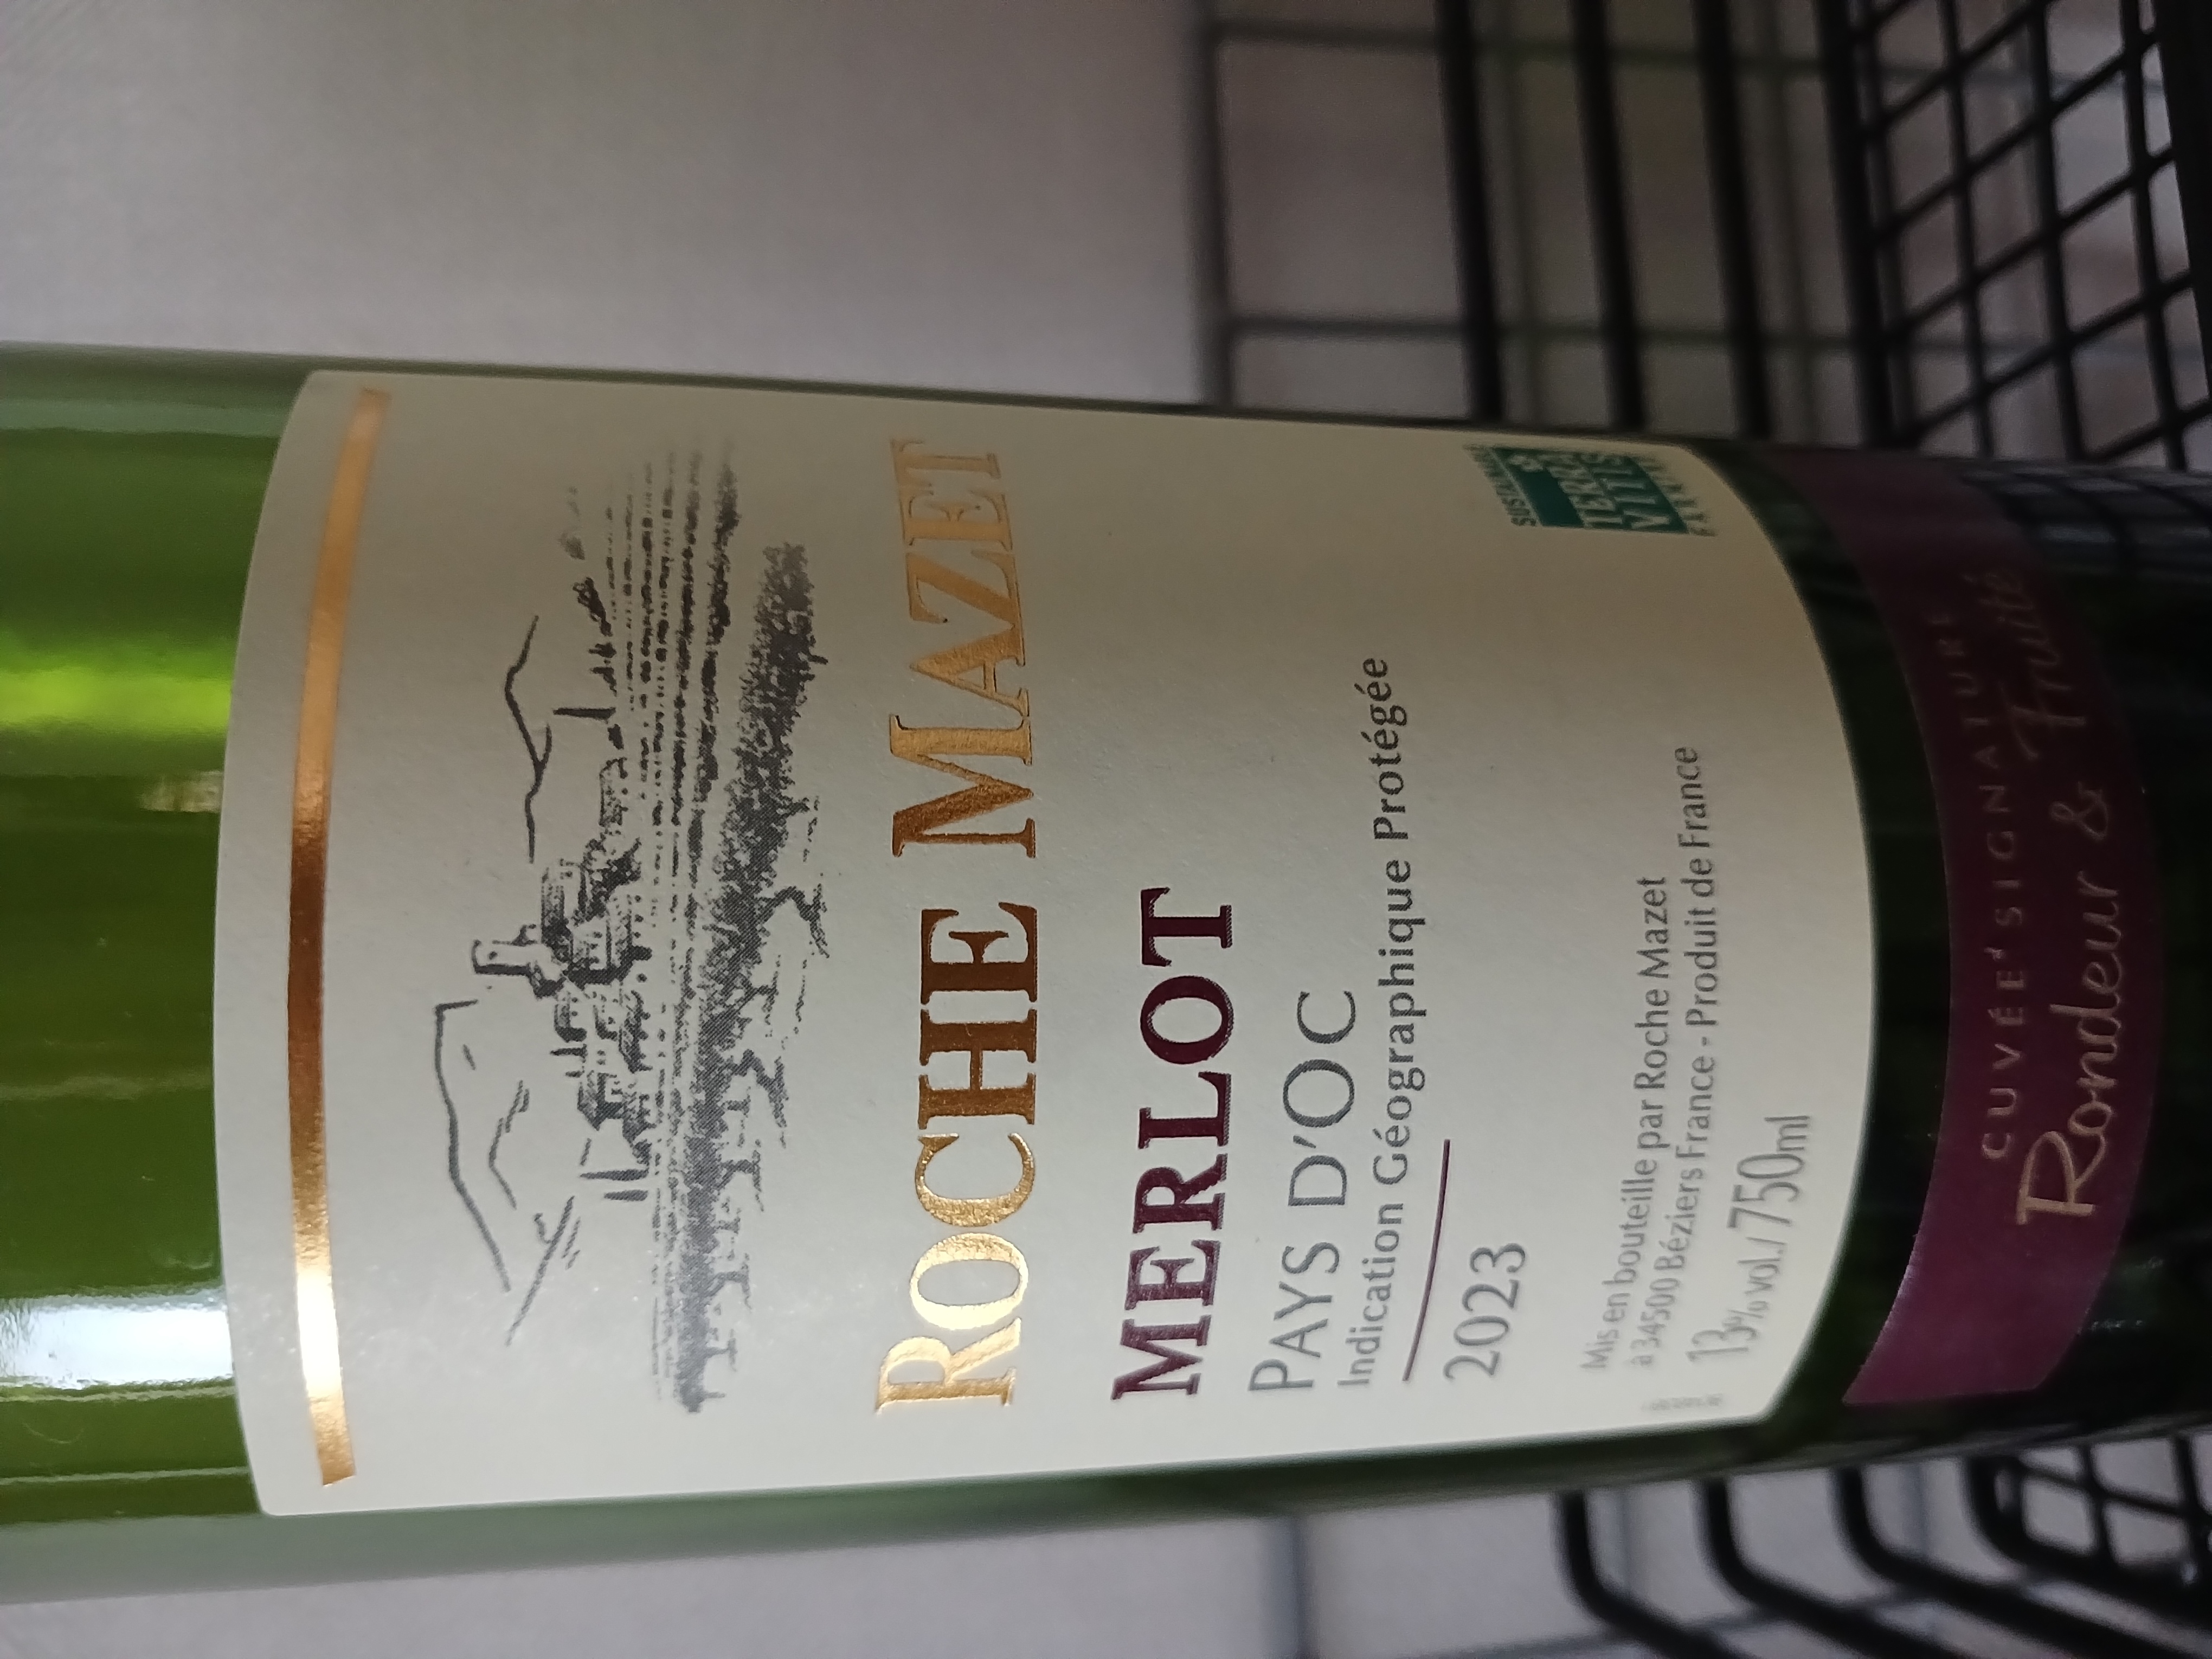 ROCHE MAZET
MERLOT
PAYS D'OC
Indication Géographique Protégée
2023
Mis en bouteille par Roche Mazet
à 34500 Béziers France - Produit de France
13% vol./750ml
TERRA
VITIS
CUVÉE SIGNATURE
Rondeur & Fruité